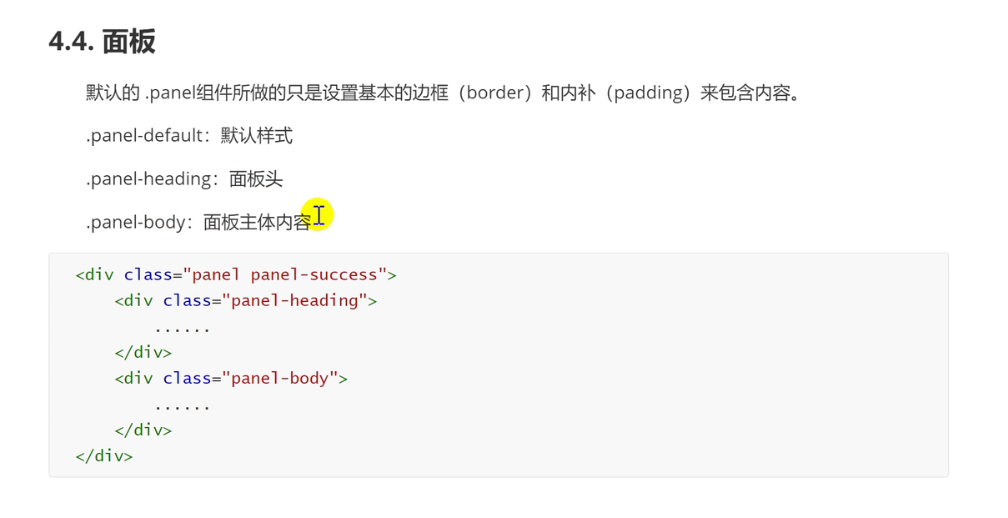 4.4. 面板
默认的 .panel组件所做的只是设置基本的边框（border）和内补（padding）来包含内容。
.panel-default：默认样式
.panel-heading：面板头
.panel-body：面板主体内容
<div class="panel panel-success">
    <div class="panel-heading">
        ......
    </div>
    <div class="panel-body">
        ......
    </div>
</div>